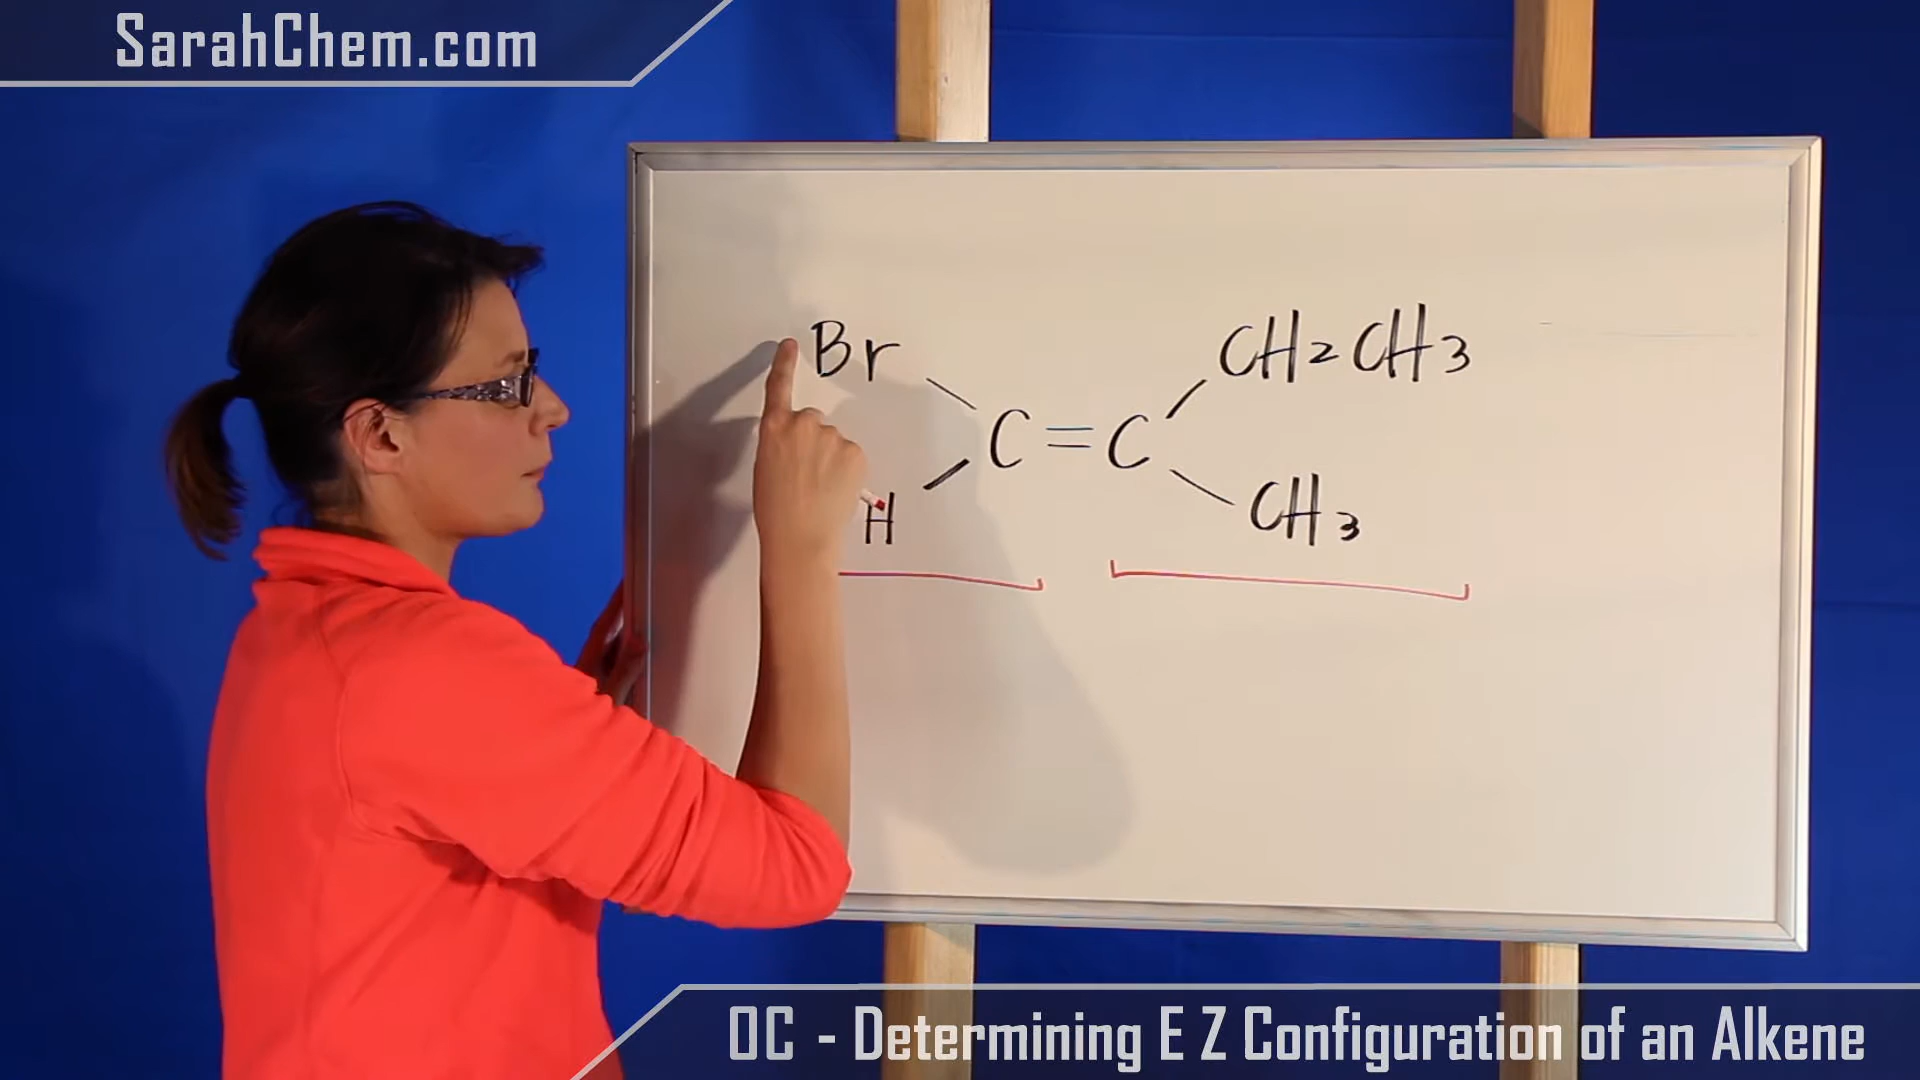 SarahChem.com
Br CH2CH3
C=C
H CH3
OC - Determining E Z Configuration of an Alkene